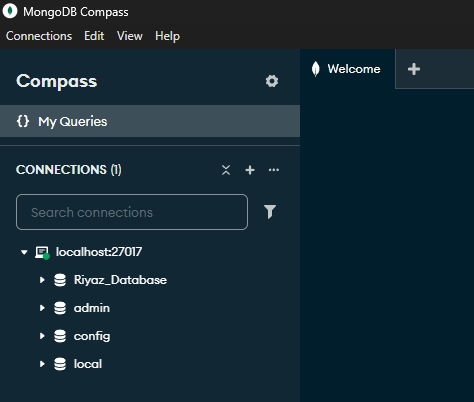 MongoDB Compass
Connections Edit View Help
Compass
Welcome
{} My Queries
CONNECTIONS (1)
Search connections
localhost:27017
Riyaz_Database
admin
config
local